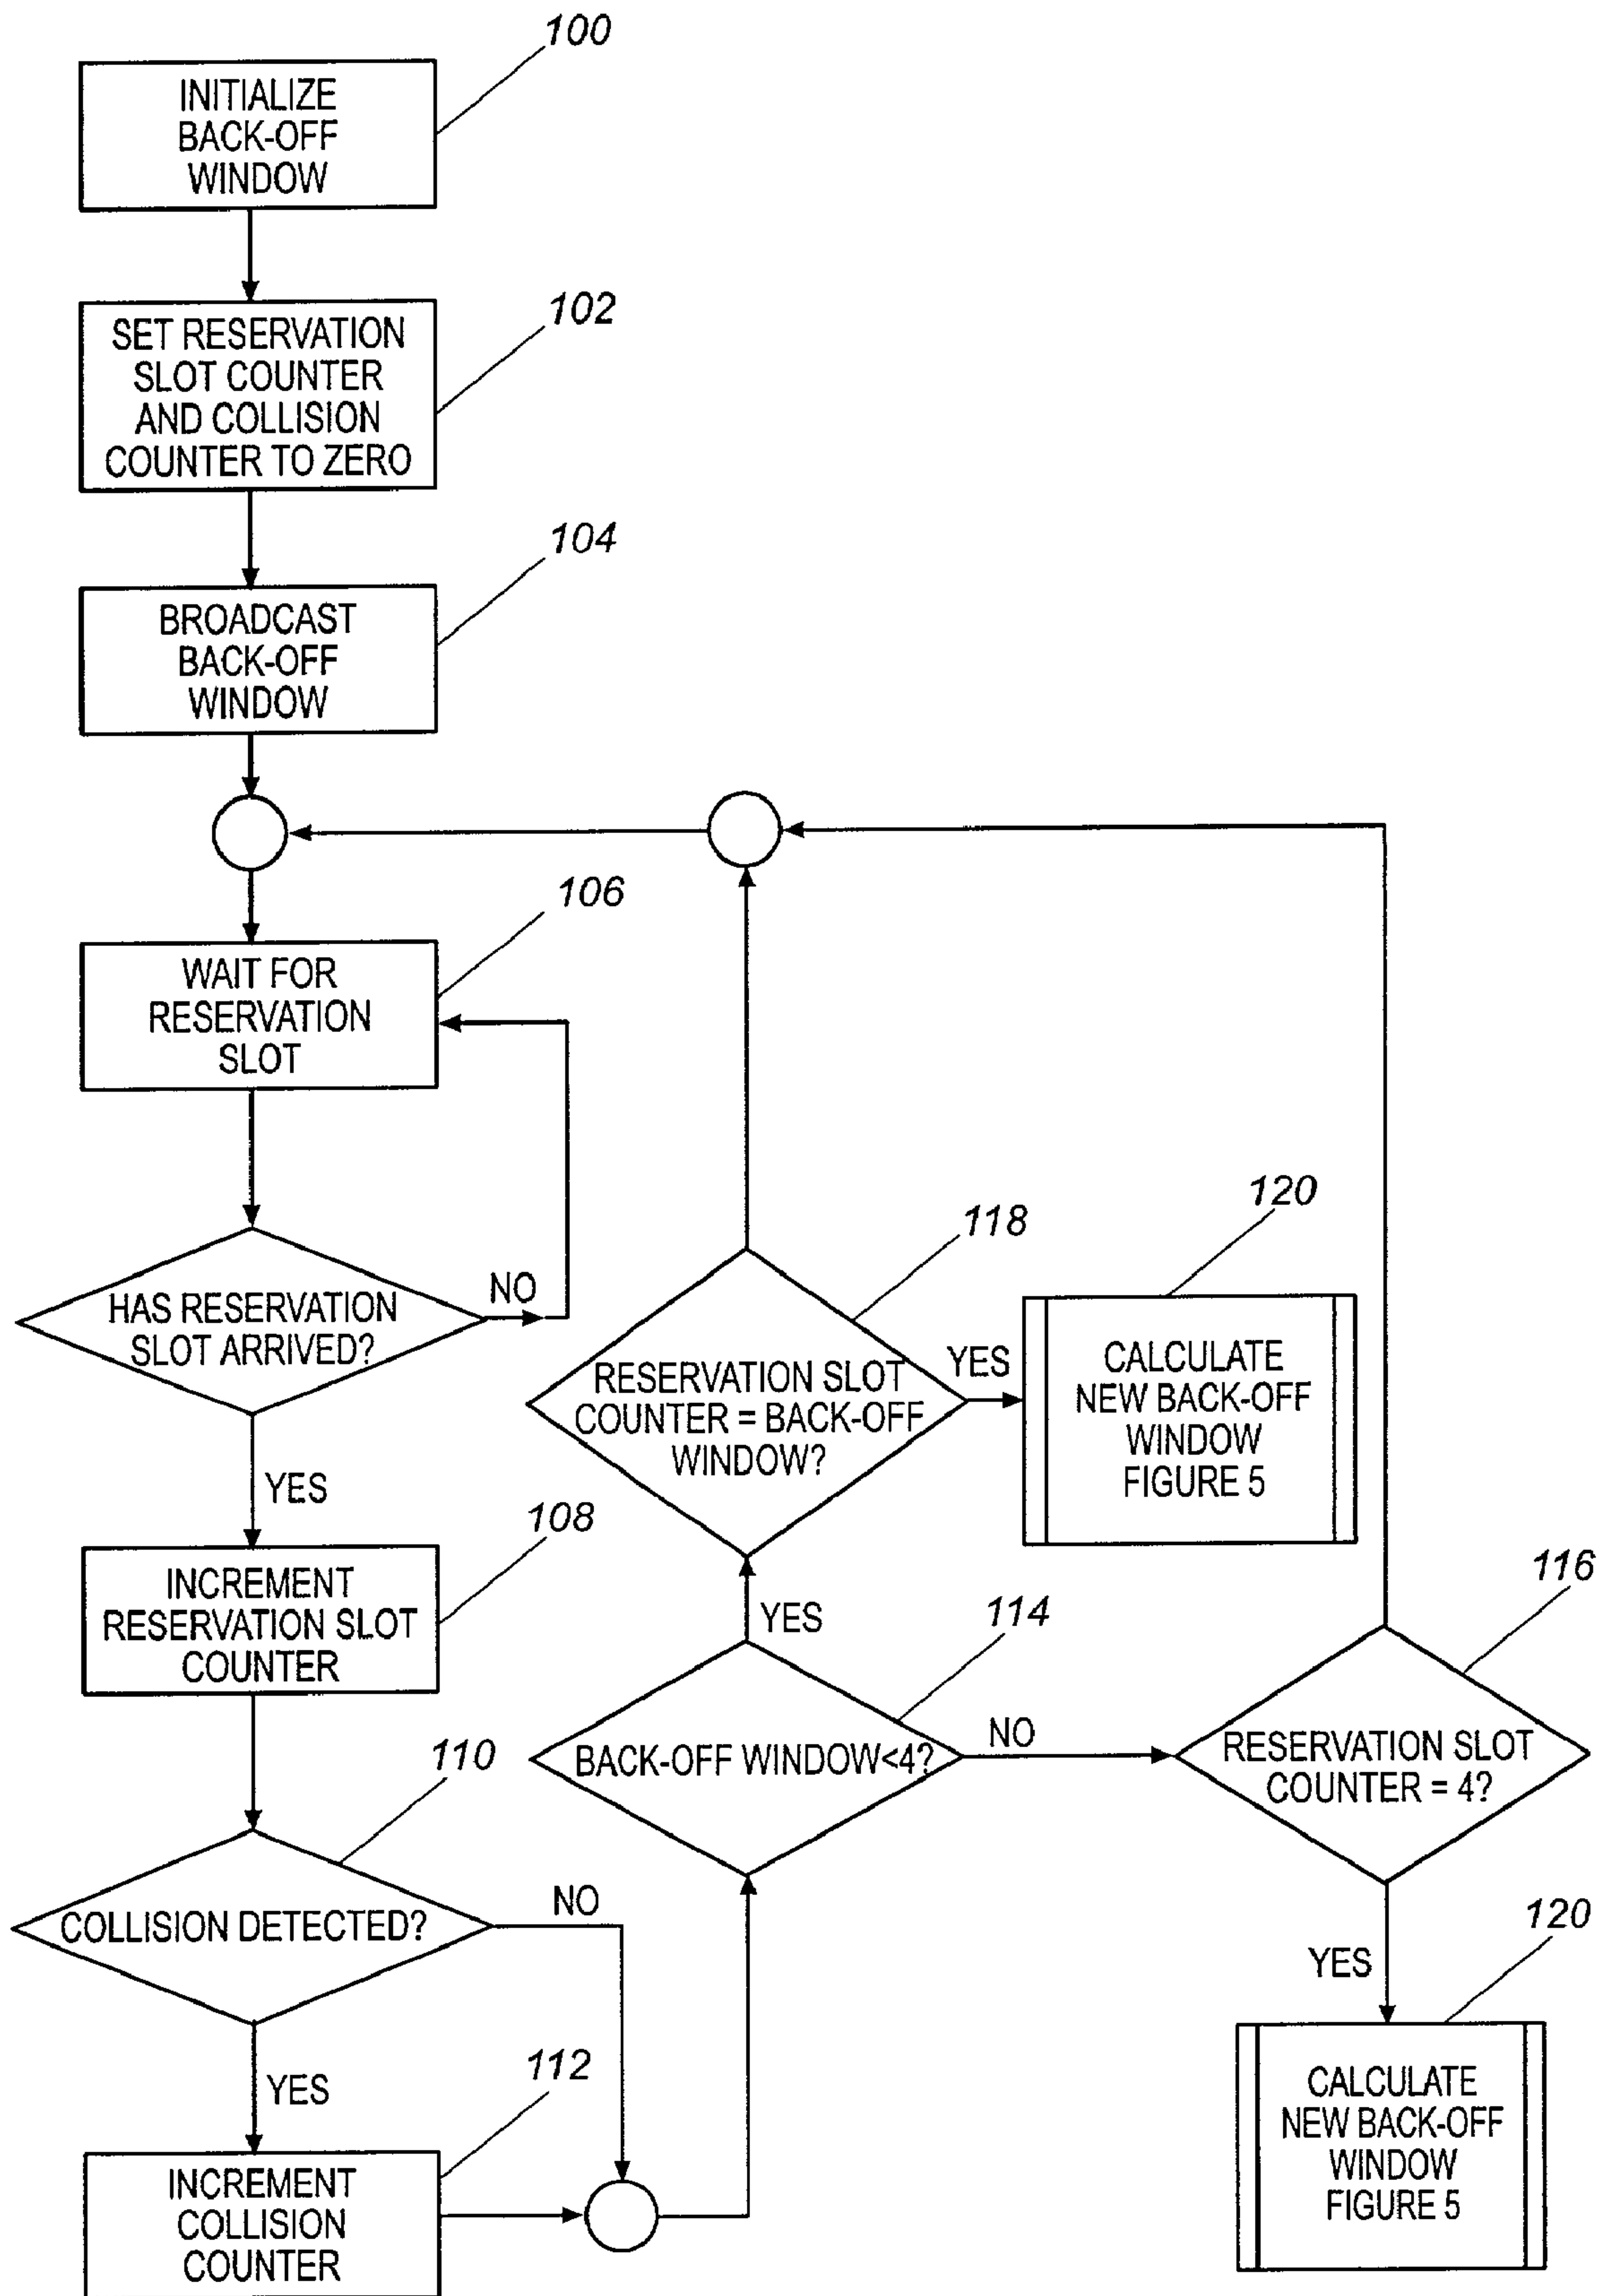 100
INITIALIZE
BACK-OFF
WINDOW
102
SET RESERVATION
SLOT COUNTER
AND COLLISION
COUNTER TO ZERO
104
BROADCAST
BACK-OFF
WINDOW
106
WAIT FOR
RESERVATION
SLOT
HAS RESERVATION
SLOT ARRIVED?
NO
YES
108
INCREMENT
RESERVATION SLOT
COUNTER
110
COLLISION DETECTED?
NO
YES
112
INCREMENT
COLLISION
COUNTER
114
BACK-OFF WINDOW<4?
YES
NO
118
RESERVATION SLOT
COUNTER = BACK-OFF
WINDOW?
YES
120
CALCULATE
NEW BACK-OFF
WINDOW
FIGURE 5
116
RESERVATION SLOT
COUNTER = 4?
YES
120
CALCULATE
NEW BACK-OFF
WINDOW
FIGURE 5